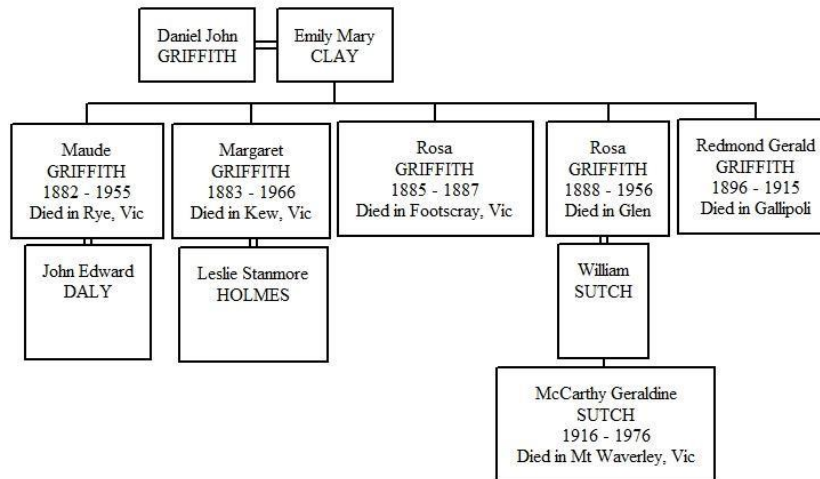 Daniel John
GRIFFITH
Emily Mary
CLAY
Maude
GRIFFITH
1882 - 1955
Died in Rye, Vic
Margaret
GRIFFITH
1883 - 1966
Died in Kew, Vic
Rosa
GRIFFITH
1885 - 1887
Died in Footscray, Vic
Rosa
GRIFFITH
1888 - 1956
Died in Glen
Redmond Gerald
GRIFFITH
1896 - 1915
Died in Gallipoli
John Edward
DALY
Leslie Stanmore
HOLMES
William
SUTCH
McCarthy Geraldine
SUTCH
1916 - 1976
Died in Mt Waverley, Vic